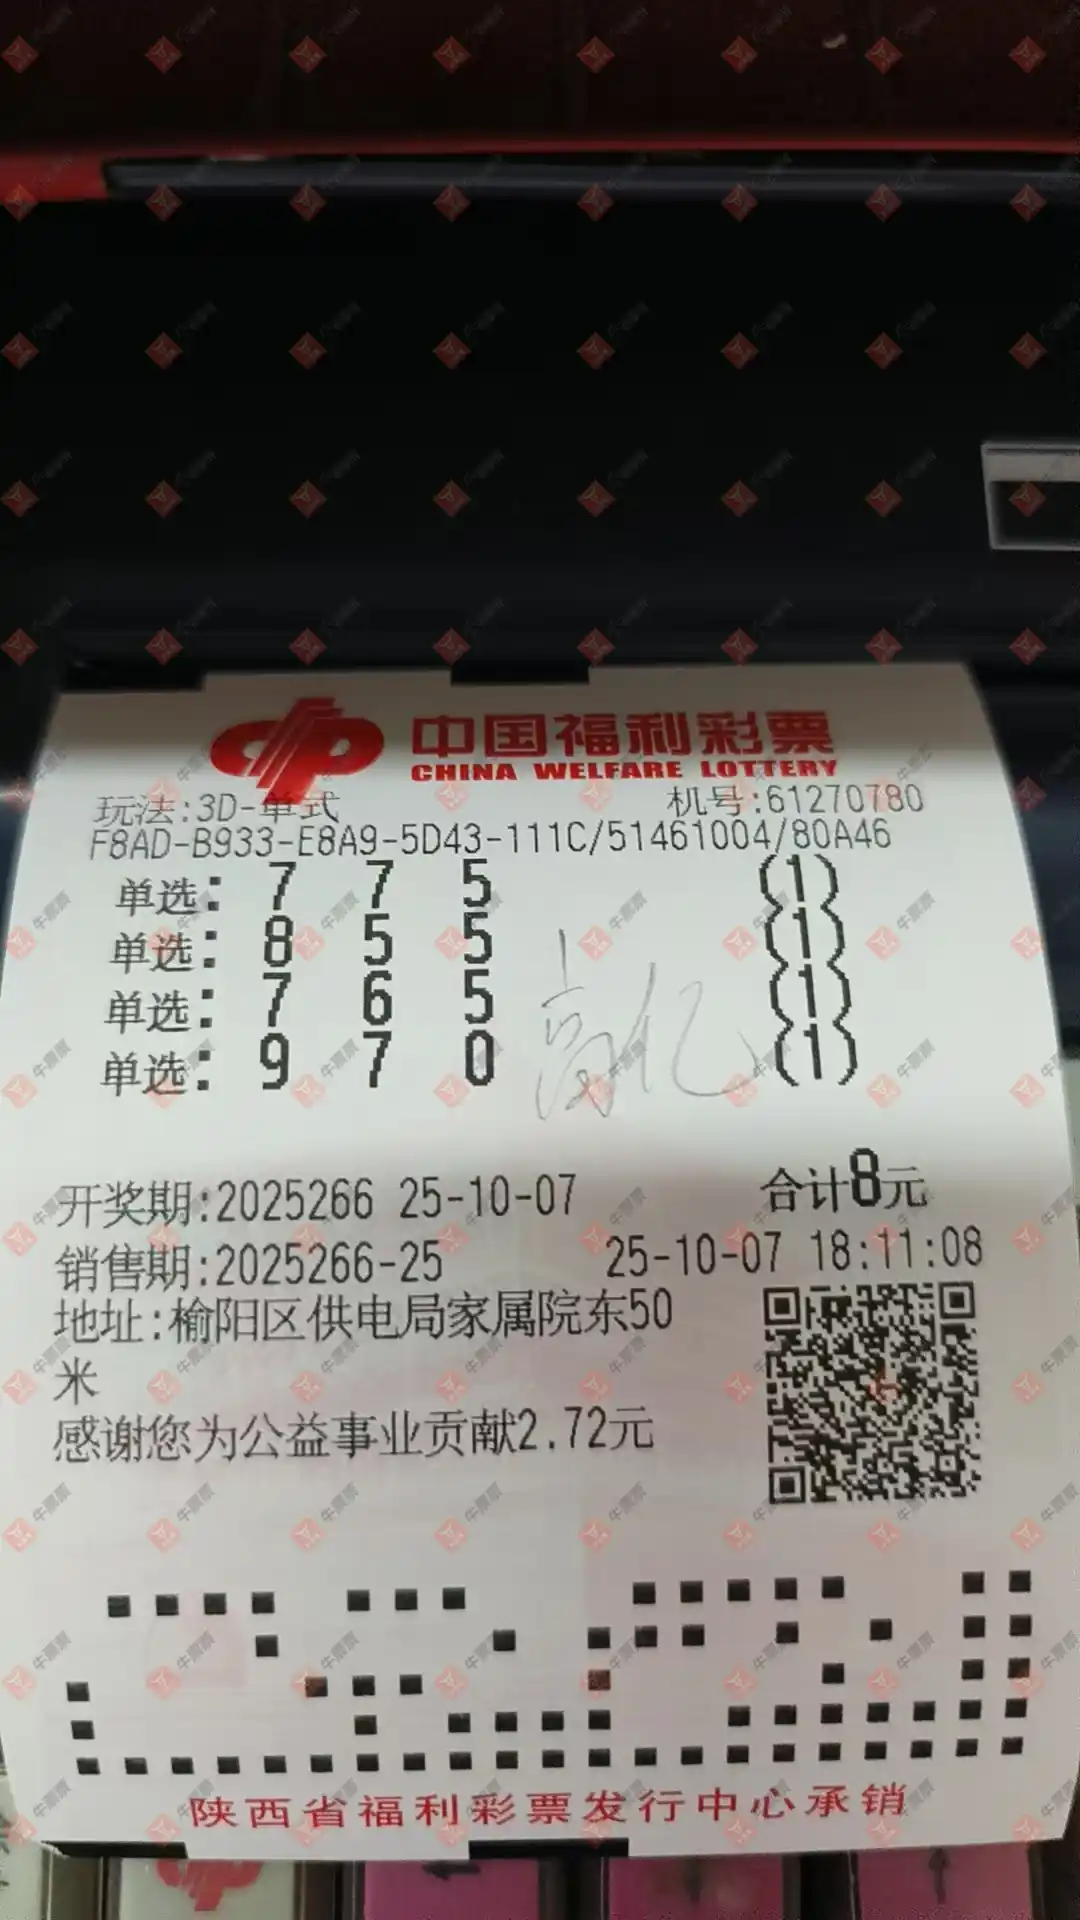 中国福利彩票
CHINA WELFARE LOTTERY
玩法:3D-单式 机号:61270780
F8AD-B933-E8A9-5D43-111C/51461004/80A46
单选: 7 7 5 (1)
单选: 8 5 5 (1)
单选: 7 6 5 (1)
单选: 9 7 0 (1)
开奖期:2025266 25-10-07 合计8元
销售期:2025266-25 25-10-07 18:11:08
地址:榆阳区供电局家属院东50
米
感谢您为公益事业贡献2.72元
陕西省福利彩票发行中心承销
牛票票